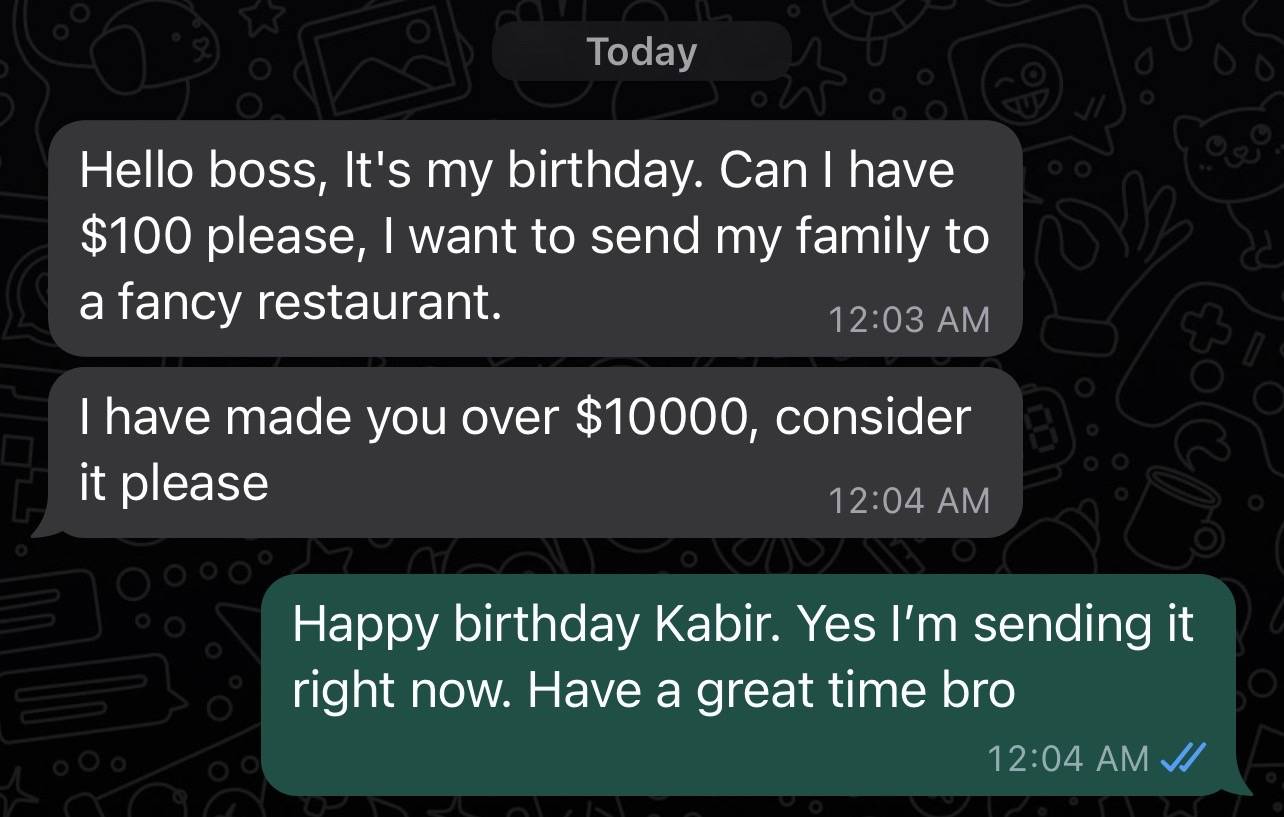 Today
Hello boss, It's my birthday. Can I have
$100 please, I want to send my family to
a fancy restaurant.
12:03 AM
I have made you over $10000, consider
it please
12:04 AM
Happy birthday Kabir. Yes I’m sending it
right now. Have a great time bro
12:04 AM